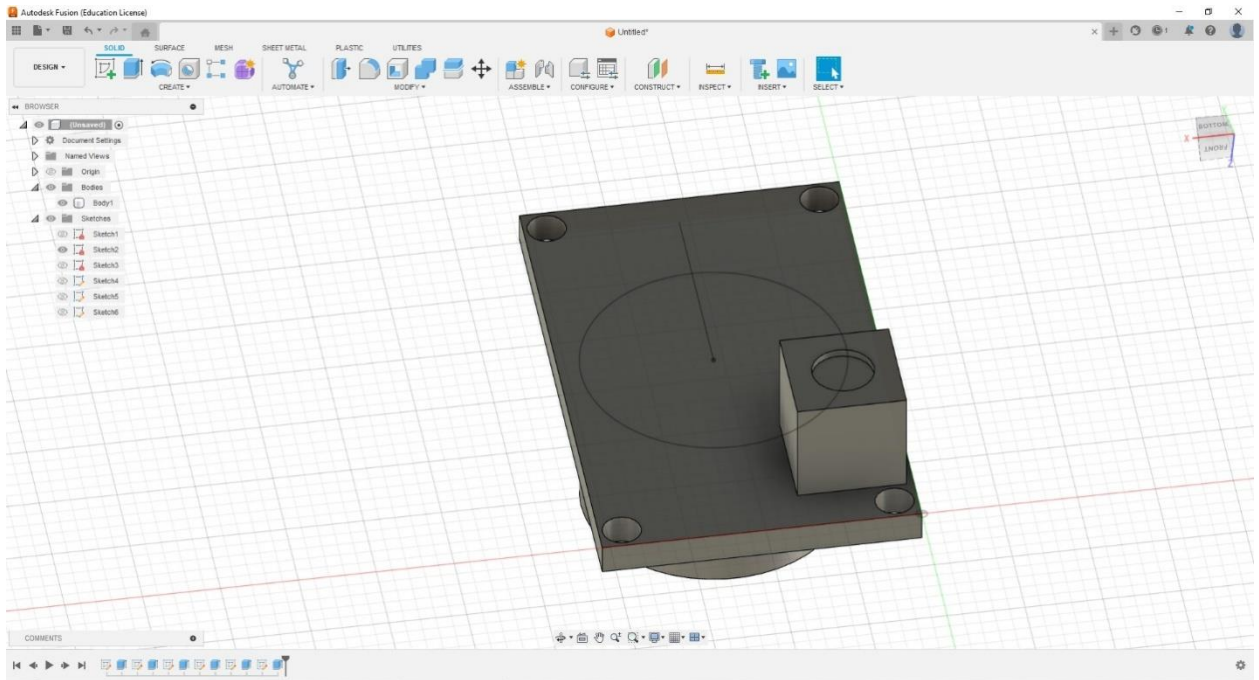 Autodesk Fusion (Education License)
Untitled*
1
SOLID SURFACE MESH SHEET METAL PLASTIC UTILITIES
DESIGN
CREATE AUTOMATE MODIFY ASSEMBLE CONFIGURE CONSTRUCT INSPECT INSERT SELECT
BROWSER
(Unsaved)
Document Settings
Named Views
Origin
Bodies
Body1
Sketches
Sketch1
Sketch2
Sketch3
Sketch4
Sketch5
Sketch6
BOTTOM
FRONT
X
Z
COMMENTS